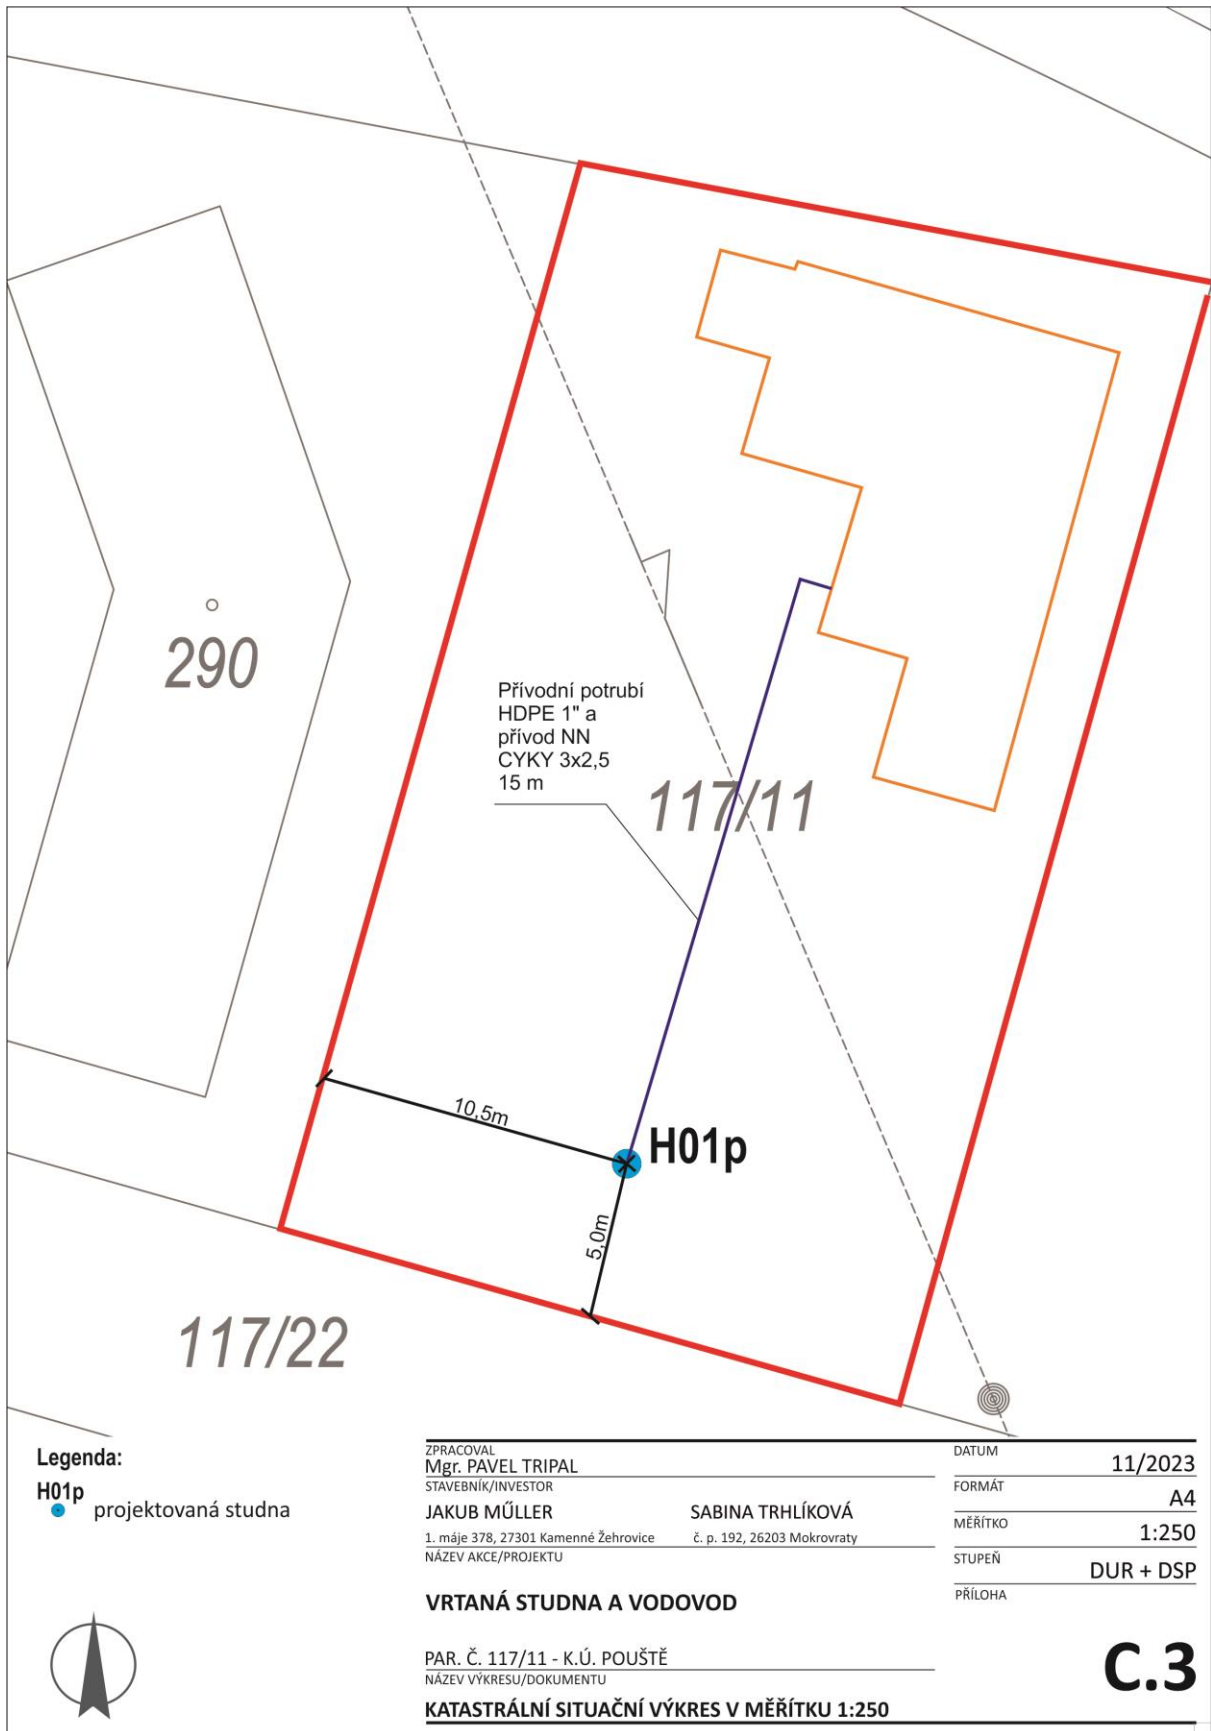 290
Přívodní potrubí
HDPE 1" a
přívod NN
CYKY 3x2,5
15 m
117/11
10,5m
H01p
5,0m
117/22
Legenda:
H01p
projektovaná studna
ZPRACOVAL
Mgr. PAVEL TRIPAL
STAVEBNÍK/INVESTOR
JAKUB MŰLLER SABINA TRHLÍKOVÁ
1. máje 378, 27301 Kamenné Žehrovice č. p. 192, 26203 Mokrovraty
NÁZEV AKCE/PROJEKTU
VRTANÁ STUDNA A VODOVOD
PAR. Č. 117/11 - K.Ú. POUŠTĚ
NÁZEV VÝKRESU/DOKUMENTU
KATASTRÁLNÍ SITUAČNÍ VÝKRES V MĚŘÍTKU 1:250
DATUM
11/2023
FORMÁT
A4
MĚŘÍTKO
1:250
STUPEŇ
DUR + DSP
PŘÍLOHA
C.3